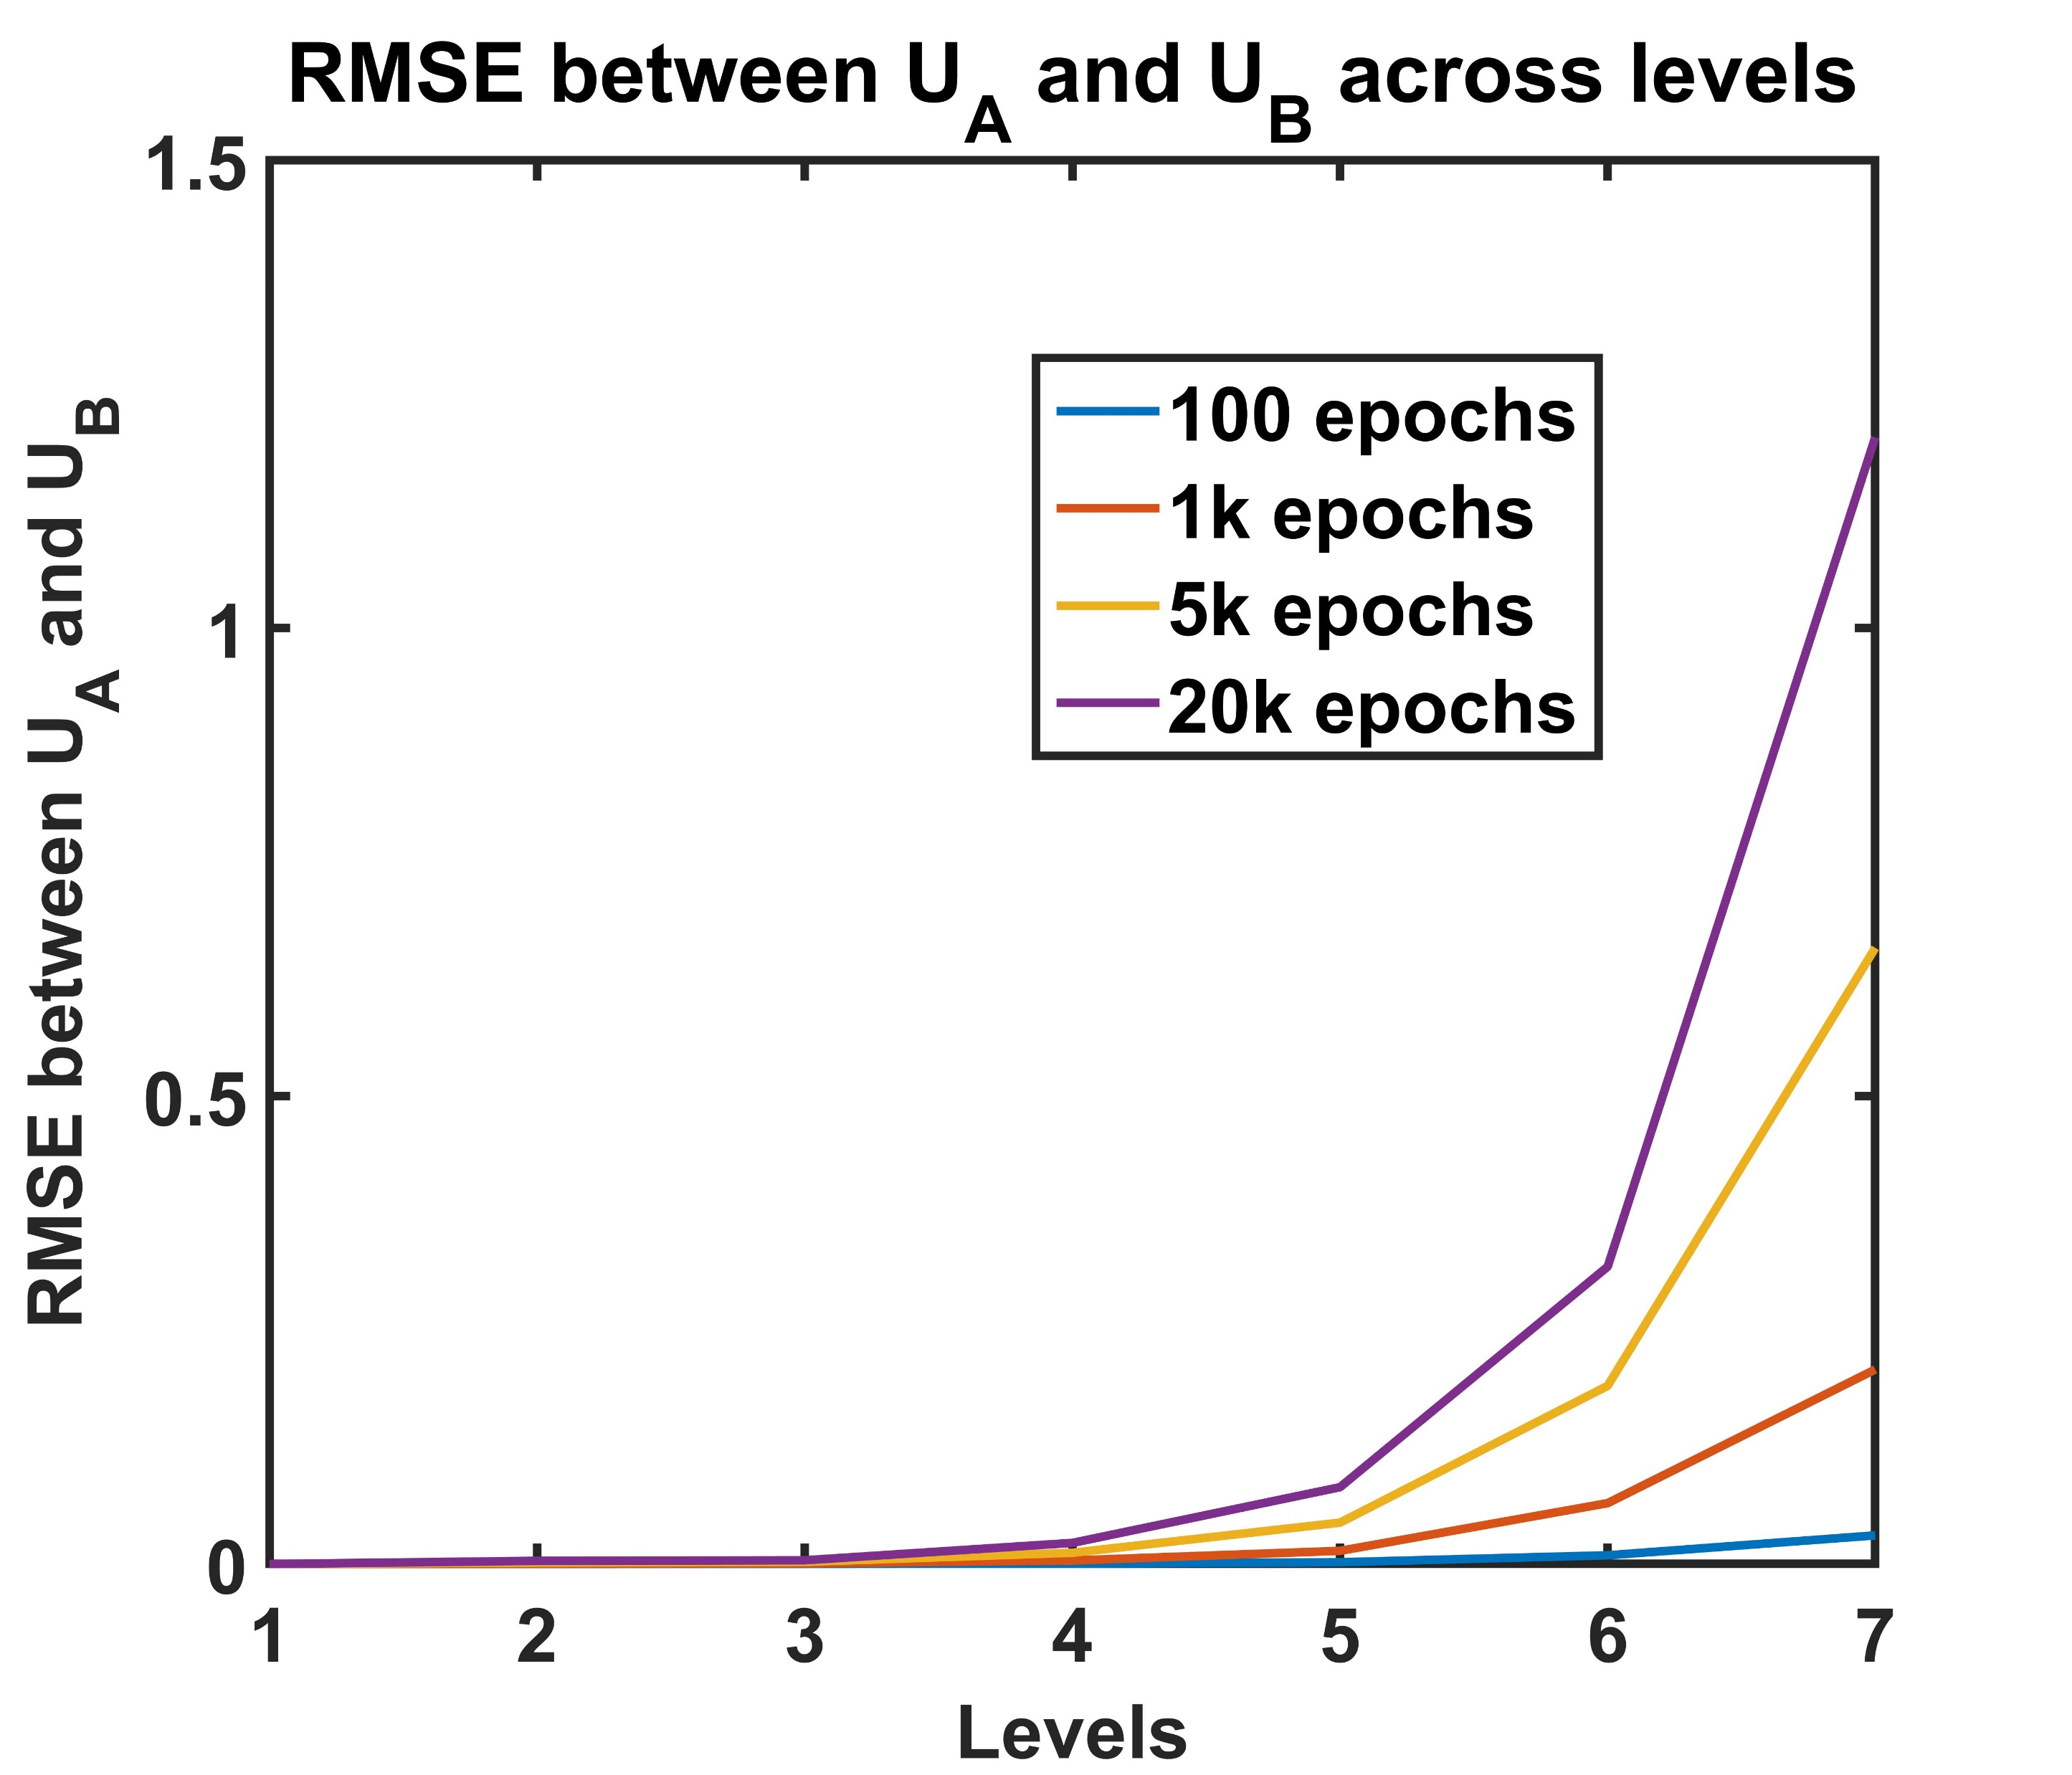 RMSE between U_A and U_B across levels
1.5
1
0.5
0
RMSE between U_A and U_B
100 epochs
1k epochs
5k epochs
20k epochs
1 2 3 4 5 6 7
Levels